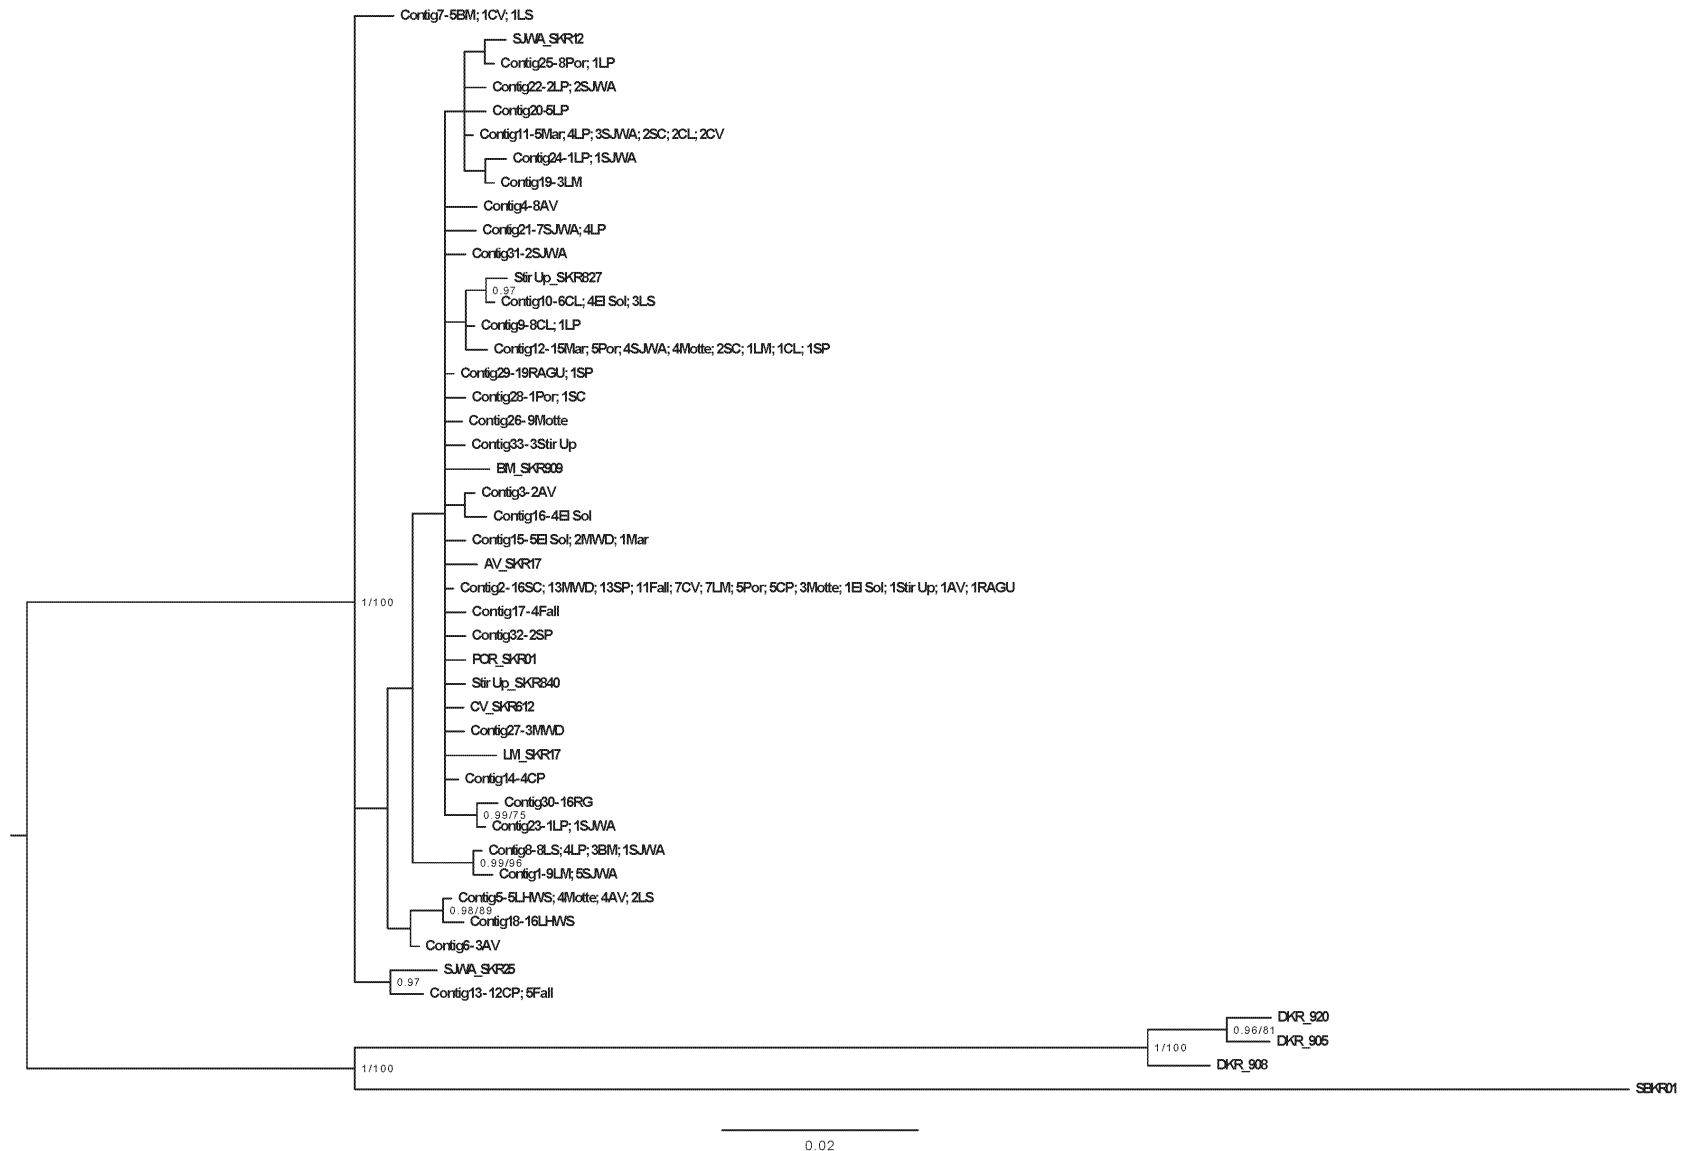 Contig7-5BM; 1CV; 1LS
SJWA_SKR12
Contig25-8Por; 1LP
Contig22-2LP; 2SJWA
Contig20-5LP
Contig11-5Mar; 4LP; 3SJWA; 2SC; 2CL; 2CV
Contig24-1LP; 1SJWA
Contig19-3LM
Contig4-8AV
Contig21-7SJWA; 4LP
Contig31-2SJWA
Stir Up_SKR827
0.97
Contig10-6CL; 4El Sol; 3LS
Contig9-8CL; 1LP
Contig12-15Mar; 5Por; 4SJWA; 4Motte; 2SC; 1LM; 1CL; 1SP
Contig29-19RAGU; 1SP
Contig28-1Por; 1SC
Contig26-9Motte
Contig33-3Stir Up
BM_SKR909
Contig3-2AV
Contig16-4El Sol
Contig15-5El Sol; 2MWD; 1Mar
AV_SKR17
Contig2-16SC; 13MWD; 13SP; 11Fall; 7CV; 7LM; 5Por; 5CP; 3Motte; 1El Sol; 1Stir Up; 1AV; 1RAGU
1/100
Contig17-4Fall
Contig32-2SP
POR_SKR01
Stir Up_SKR840
CV_SKR612
Contig27-3MWD
LM_SKR17
Contig14-4CP
Contig30-16RG
0.99/75
Contig23-1LP; 1SJWA
Contig8-8LS; 4LP; 3BM; 1SJWA
0.99/96
Contig1-9LM; 5SJWA
Contig5-5LHWS; 4Motte; 4AV; 2LS
0.98/89
Contig18-16LHWS
Contig6-3AV
SJWA_SKR25
0.97
Contig13-12CP; 5Fall
DKR_920
0.96/81
DKR_905
1/100
DKR_908
1/100
SBKR01
0.02